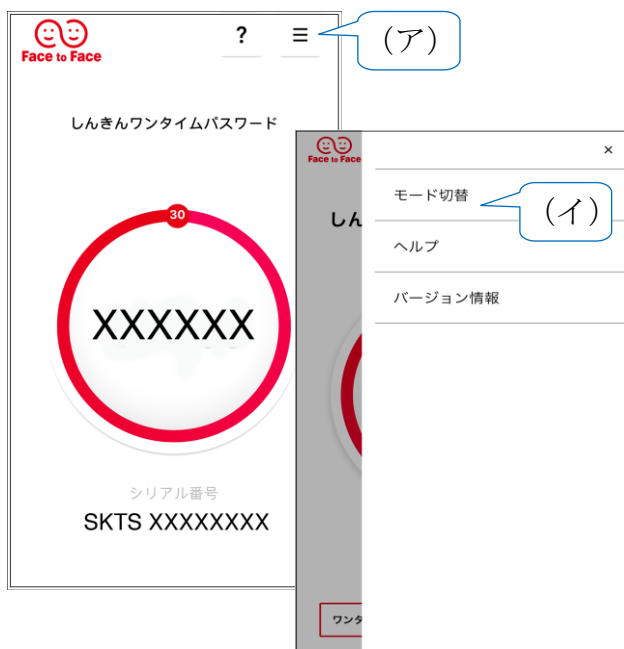 Face to Face
? ☰
(ア)
しんきんワンタイムパスワード
30
XXXXXX
シリアル番号
SKTS XXXXXXXX
Face to Face
×
モード切替
(イ)
しん
ヘルプ
バージョン情報
ワンタ